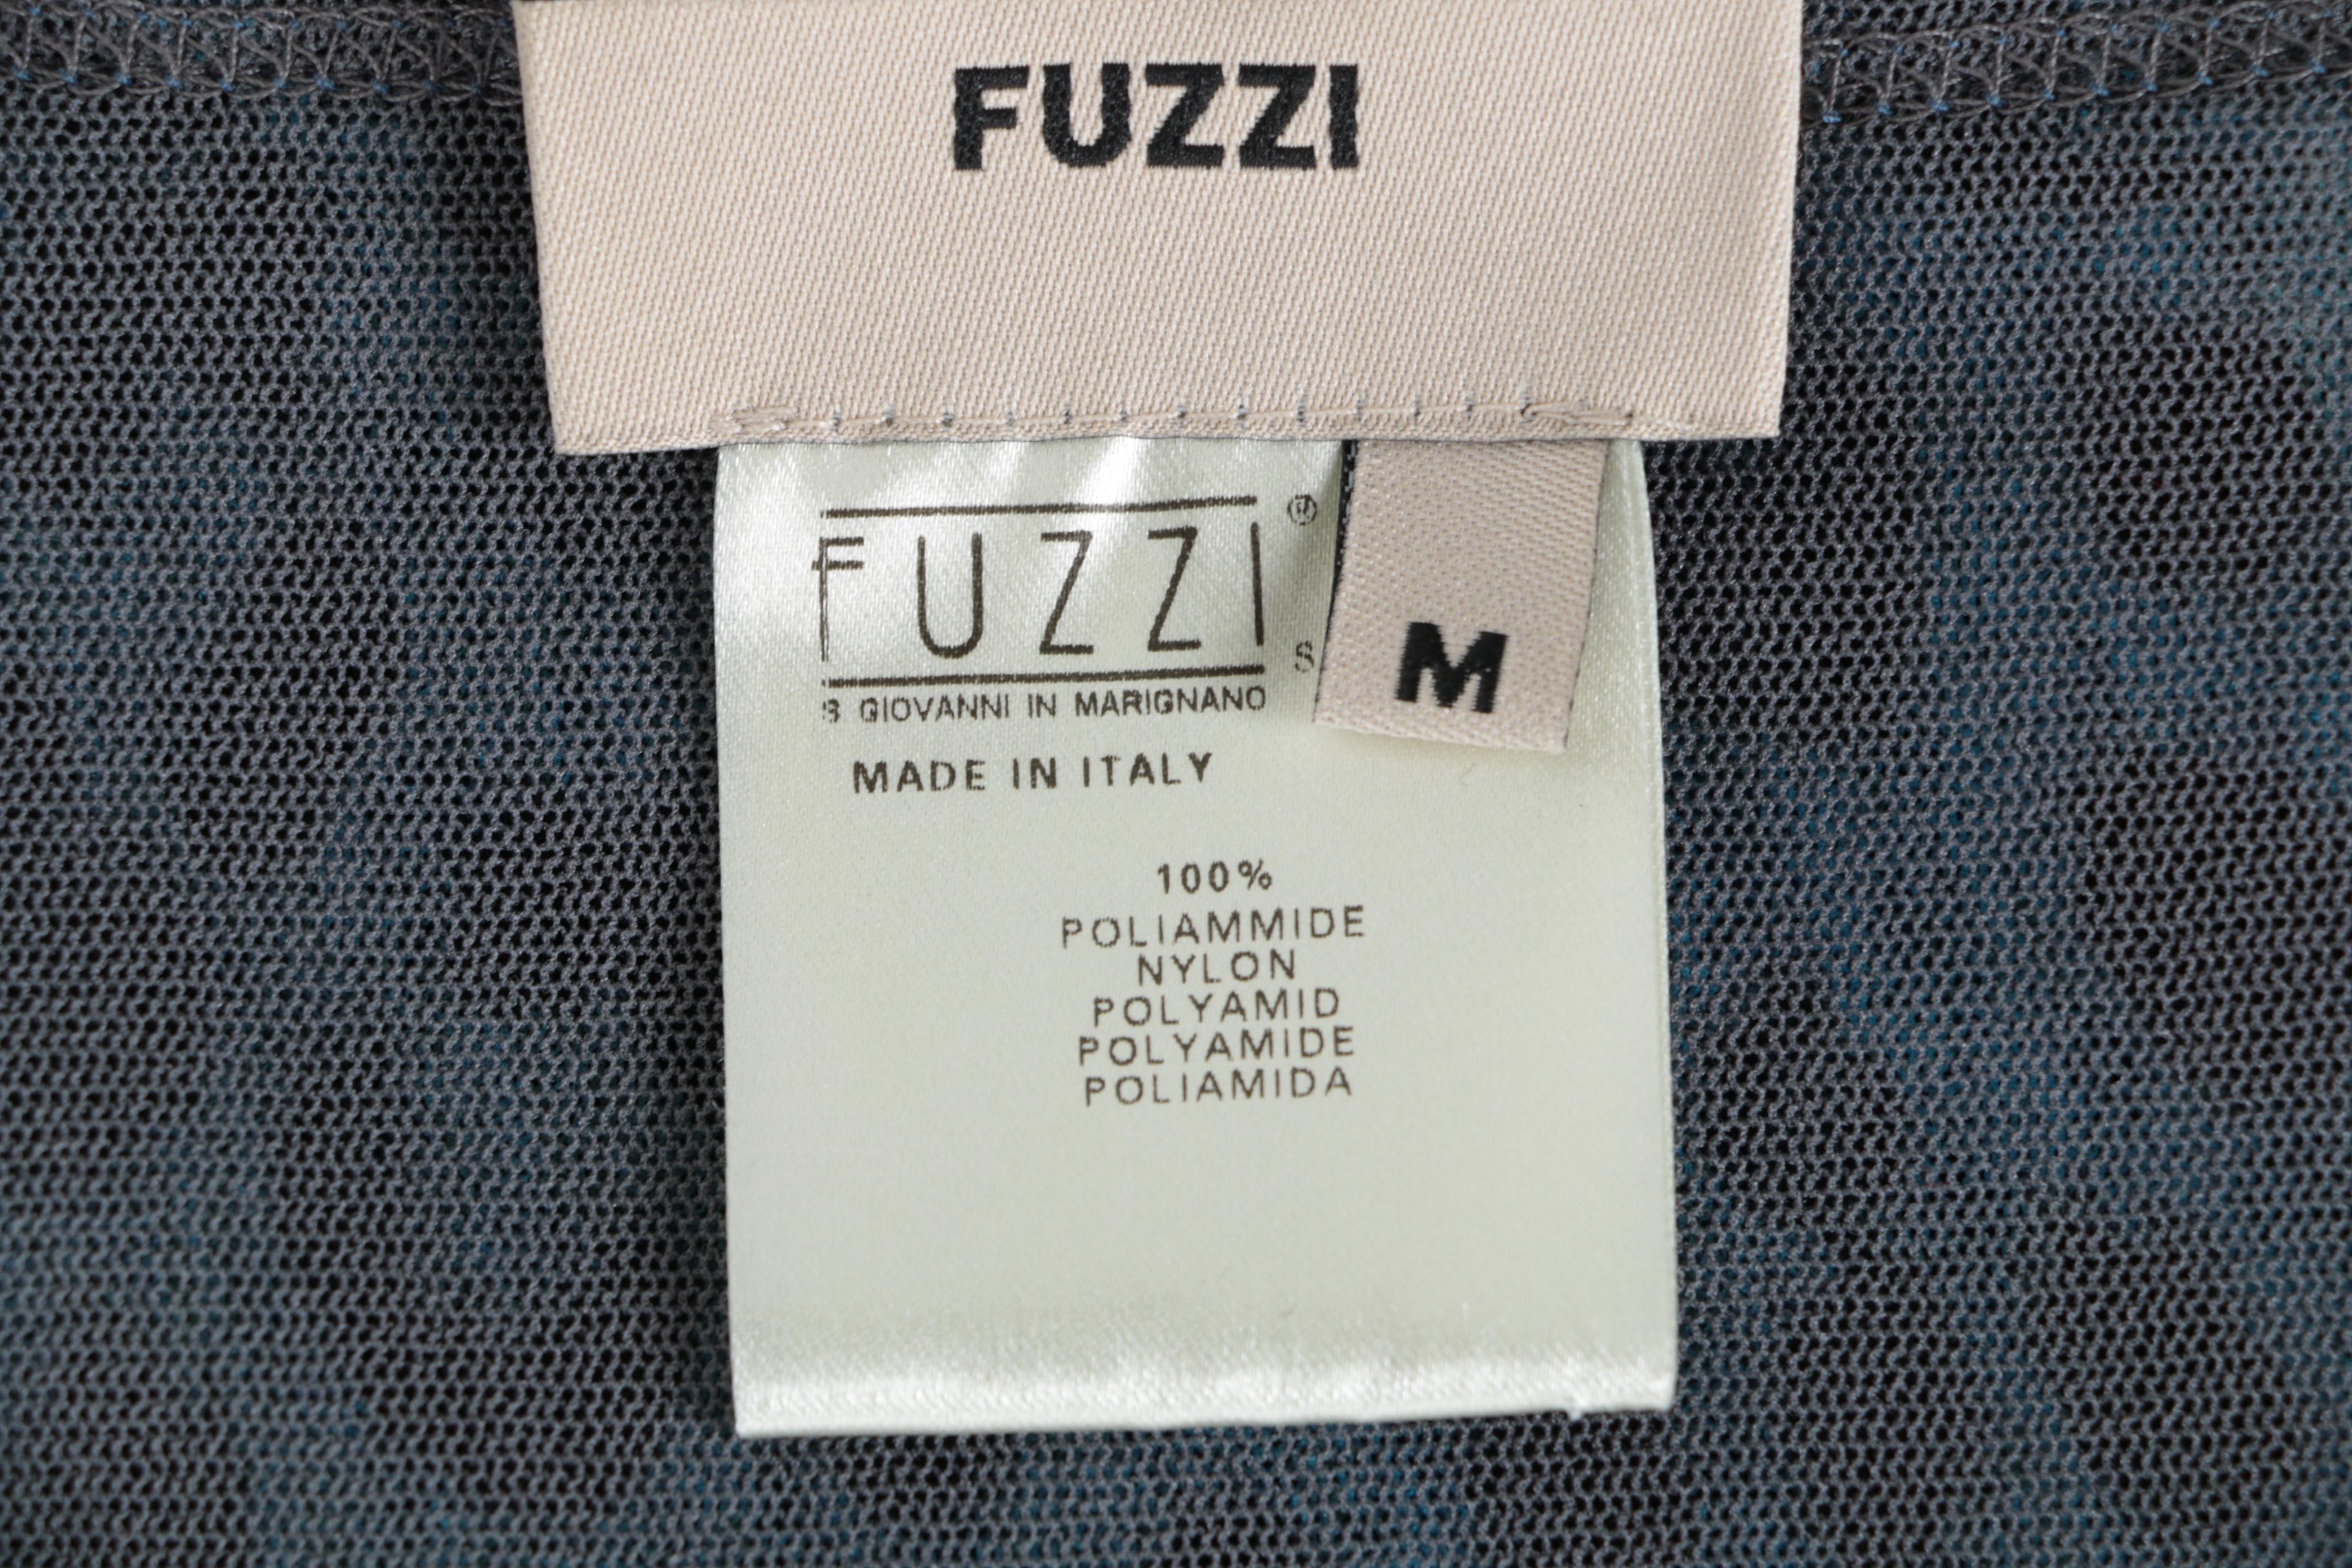 FUZZI
FUZZI ®
S
M
S GIOVANNI IN MARIGNANO
MADE IN ITALY
100%
POLIAMMIDE
NYLON
POLYAMID
POLYAMIDE
POLIAMIDA